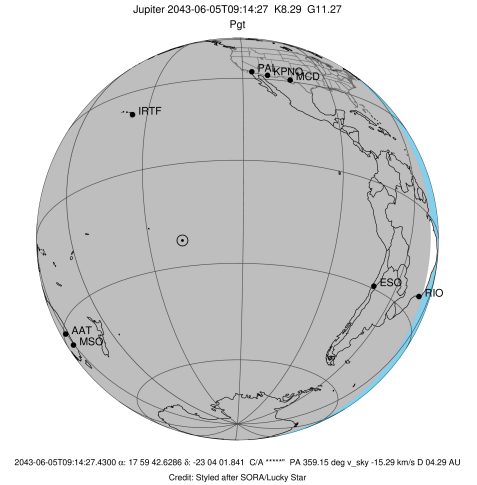 Jupiter 2043-06-05T09:14:27 K8.29 G11.27
Pgt
PAL
KPNO
MCD
IRTF
ESO
RIO
AAT
MSO
2043-06-05T09:14:27.4300 α: 17 59 42.6286 δ: -23 04 01.841 C/A *****" PA 359.15 deg v_sky -15.29 km/s D 04.29 AU
Credit: Styled after SORA/Lucky Star